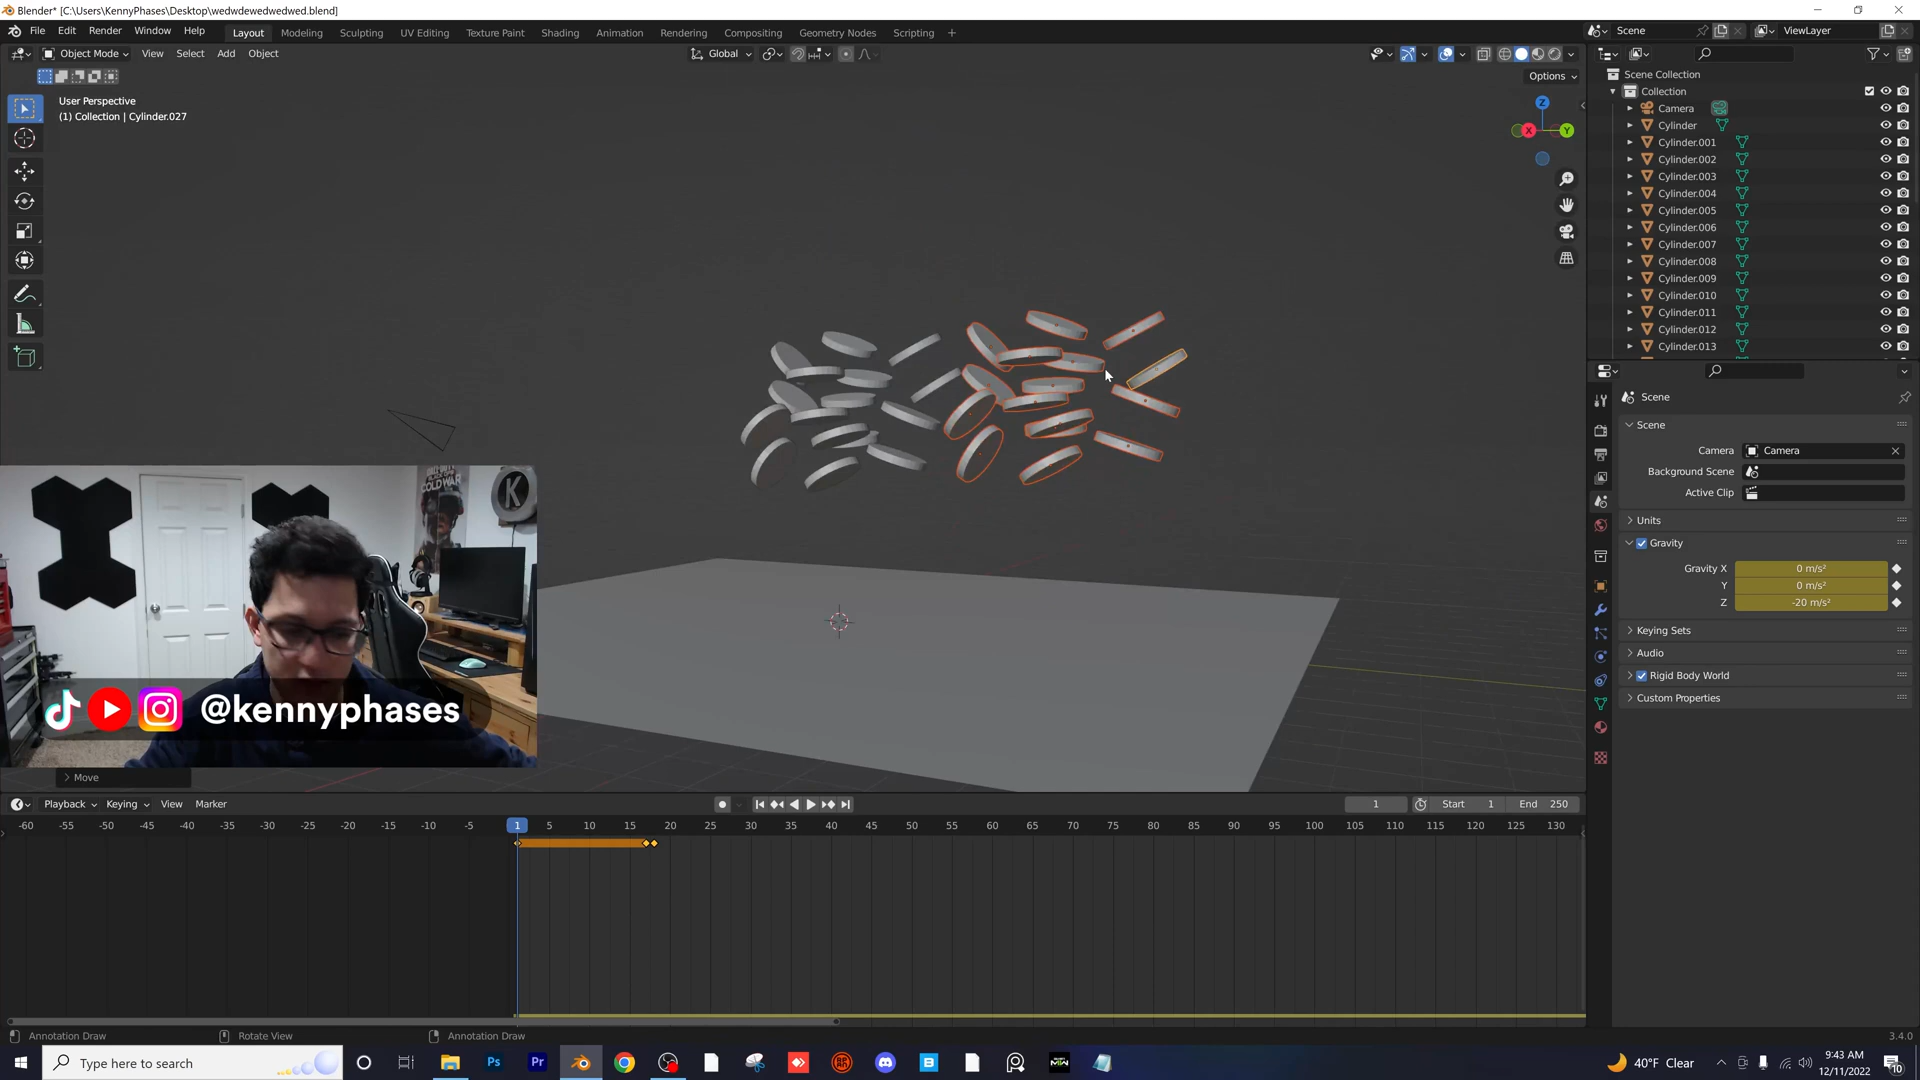 Blender* [C:\Users\KennyPhases\Desktop\wedwdewedwedwed.blend]
File Edit Render Window Help Layout Modeling Sculpting UV Editing Texture Paint Shading Animation Rendering Compositing Geometry Nodes Scripting + Scene ViewLayer
Object Mode View Select Add Object Global
Options
User Perspective
(1) Collection | Cylinder.027
Z
X
Y
Scene Collection
Collection
Camera
Cylinder
Cylinder.001
Cylinder.002
Cylinder.003
Cylinder.004
Cylinder.005
Cylinder.006
Cylinder.007
Cylinder.008
Cylinder.009
Cylinder.010
Cylinder.011
Cylinder.012
Cylinder.013
Scene
Scene
Camera Camera
Background Scene
Active Clip
Units
Gravity
Gravity X 0 m/s²
Y 0 m/s²
Z -20 m/s²
Keying Sets
Audio
Rigid Body World
Custom Properties
CALL OF DUTY
COLD WAR
K
@kennyphases
Move
Playback Keying View Marker 1 Start 1 End 250
-60 -55 -50 -45 -40 -35 -30 -25 -20 -15 -10 -5 1 5 10 15 20 25 30 35 40 45 50 55 60 65 70 75 80 85 90 95 100 105 110 115 120 125 130
Annotation Draw Rotate View Annotation Draw 3.4.0
Type here to search Ps Pr 40°F Clear 9:43 AM
12/11/2022
10